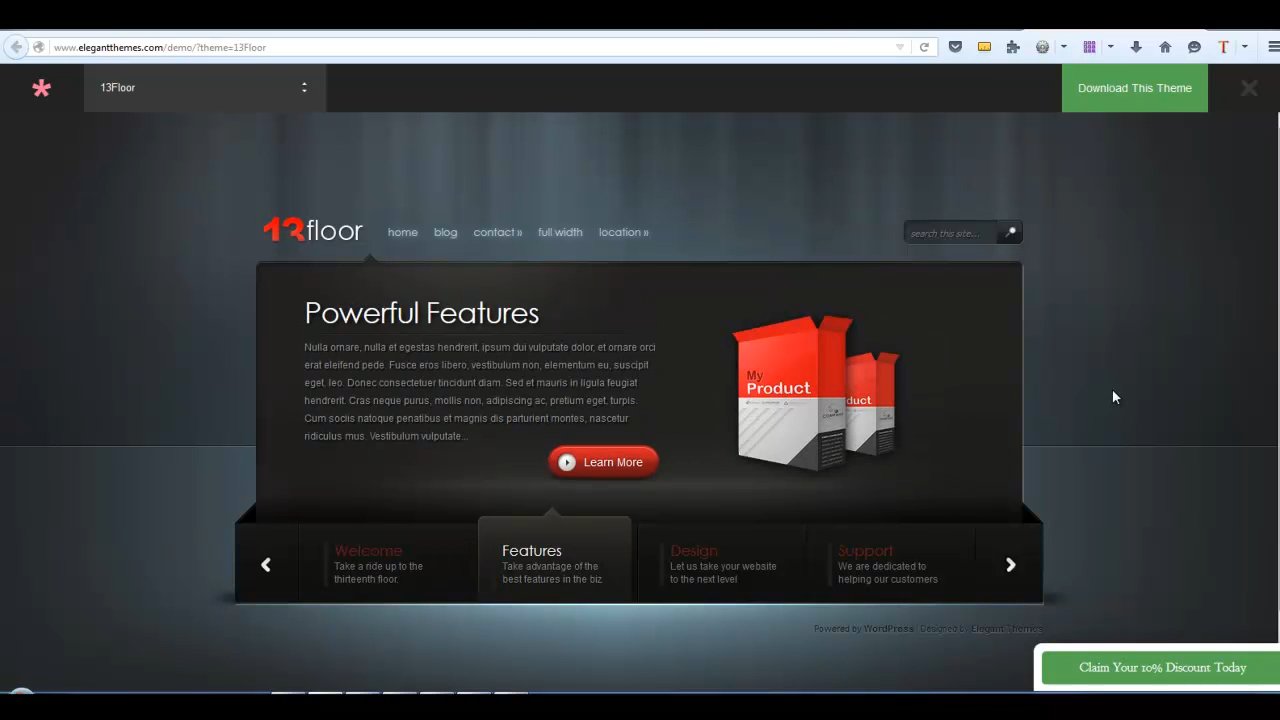 www.elegantthemes.com/demo/?theme=13Floor
13Floor
Download This Theme
13floor
home blog contact » full width location »
search this site...
Powerful Features
Nulla ornare, nulla et egestas hendrerit, ipsum dui vulputate dolor, et ornare orci
erat eleifend pede. Fusce eros libero, vestibulum non, elementum eu, suscipit
eget, leo. Donec consectetuer tincidunt diam. Sed et mauris in ligula feugiat
hendrerit. Cras neque purus, mollis non, adipiscing ac, pretium eget, turpis.
Cum sociis natoque penatibus et magnis dis parturient montes, nascetur
ridiculus mus. Vestibulum vulputate...
Learn More
My
Product
duct
Welcome
Take a ride up to the
thirteenth floor.
Features
Take advantage of the
best features in the biz
Design
Let us take your website
to the next level
Support
We are dedicated to
helping our customers
Powered by WordPress | Designed by Elegant Themes
Claim Your 10% Discount Today